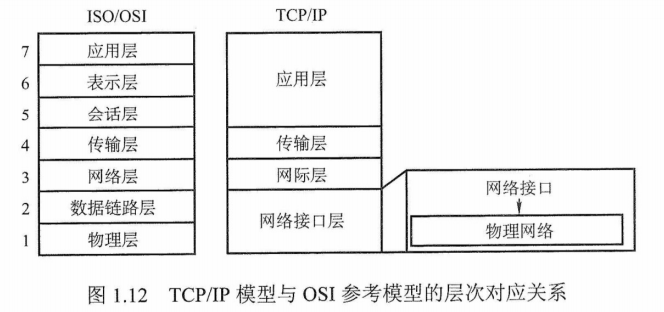 ISO/OSI
7 应用层
6 表示层
5 会话层
4 传输层
3 网络层
2 数据链路层
1 物理层
TCP/IP
应用层
传输层
网际层
网络接口层
网络接口
物理网络
图 1.12 TCP/IP 模型与 OSI 参考模型的层次对应关系